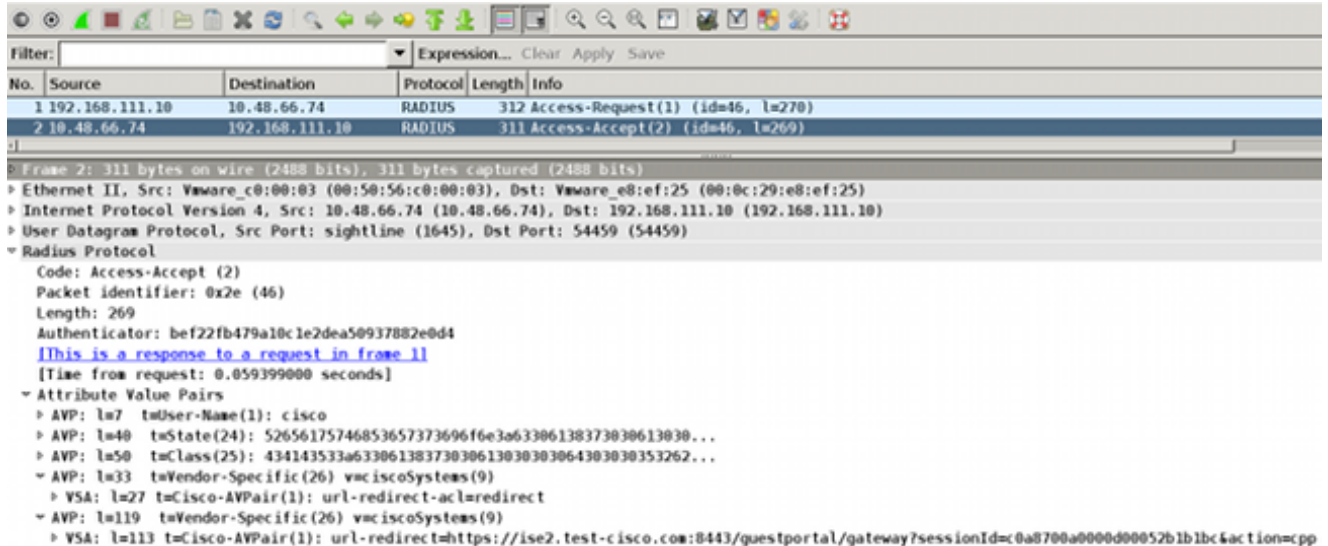 Filter:
Expression... Clear Apply Save
No. Source Destination Protocol Length Info
1 192.168.111.10 10.48.66.74 RADIUS 312 Access-Request(1) (id=46, l=270)
2 10.48.66.74 192.168.111.10 RADIUS 311 Access-Accept(2) (id=46, l=269)
Frame 2: 311 bytes on wire (2488 bits), 311 bytes captured (2488 bits)
Ethernet II, Src: Vmware_c0:00:03 (00:50:56:c0:00:03), Dst: Vmware_e8:ef:25 (00:0c:29:e8:ef:25)
Internet Protocol Version 4, Src: 10.48.66.74 (10.48.66.74), Dst: 192.168.111.10 (192.168.111.10)
User Datagram Protocol, Src Port: sightline (1645), Dst Port: 54459 (54459)
Radius Protocol
Code: Access-Accept (2)
Packet identifier: 0x2e (46)
Length: 269
Authenticator: bef22fb479a10c1e2dea50937882e0d4
[This is a response to a request in frame 1]
[Time from request: 0.059399000 seconds]
Attribute Value Pairs
AVP: l=7 t=User-Name(1): cisco
AVP: l=40 t=State(24): 52656175746853657373696f6e3a63306138373030613030...
AVP: l=50 t=Class(25): 434143533a633061383730306130303030643030303532 62...
AVP: l=33 t=Vendor-Specific(26) v=ciscoSystems(9)
VSA: l=27 t=Cisco-AVPair(1): url-redirect-acl=redirect
AVP: l=119 t=Vendor-Specific(26) v=ciscoSystems(9)
VSA: l=113 t=Cisco-AVPair(1): url-redirect=https://ise2.test-cisco.com:8443/guestportal/gateway?sessionId=c0a8700a0000d00052b1b1bc&action=cpp